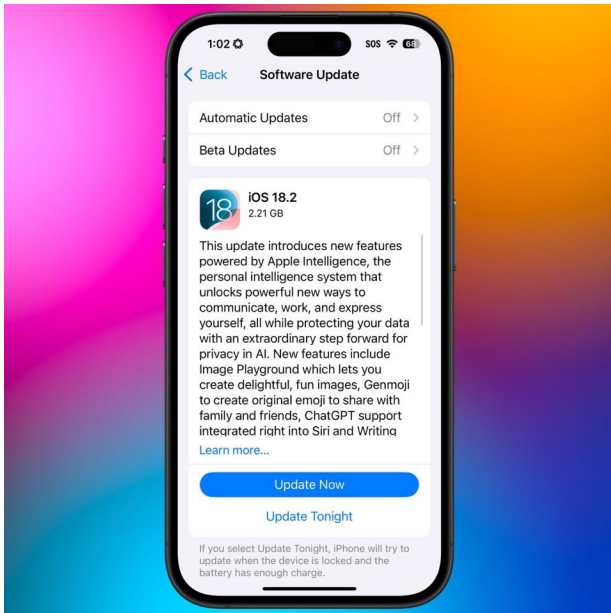 1:02 SOS 68
Back Software Update
Automatic Updates Off
Beta Updates Off
18 iOS 18.2
2.21 GB
This update introduces new features
powered by Apple Intelligence, the
personal intelligence system that
unlocks powerful new ways to
communicate, work, and express
yourself, all while protecting your data
with an extraordinary step forward for
privacy in AI. New features include
Image Playground which lets you
create delightful, fun images, Genmoji
to create original emoji to share with
family and friends, ChatGPT support
integrated right into Siri and Writing
Learn more...
Update Now
Update Tonight
If you select Update Tonight, iPhone will try to
update when the device is locked and the
battery has enough charge.